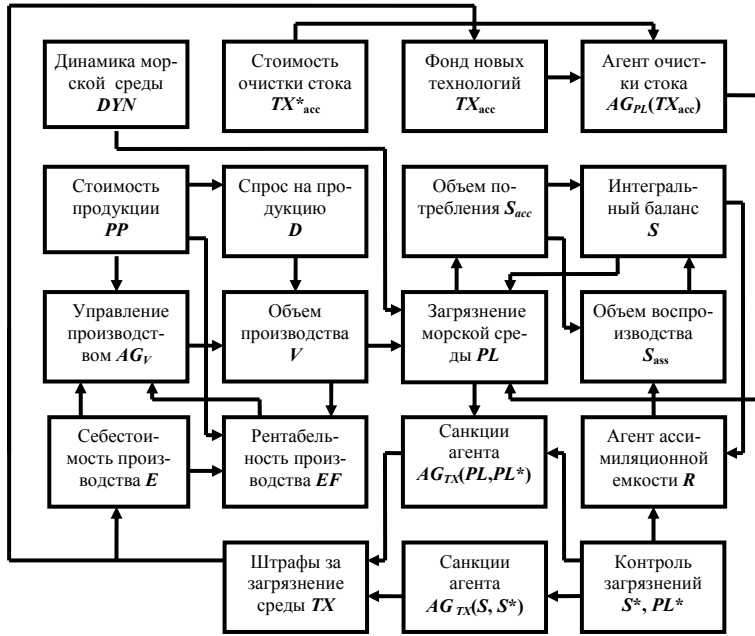 Динамика мор-
ской среды
DYN
Стоимость
очистки стока
TX*acc
Фонд новых
технологий
TXacc
Агент очист-
ки стока
AGPL(TXacc)
Стоимость
продукции
PP
Спрос на про-
дукцию
D
Объем по-
требления Sacc
Интеграль-
ный баланс
S
Управление
производст-
вом AGV
Объем
производства
V
Загрязнение
морской сре-
ды PL
Объем воспро-
изводства
Sass
Себестои-
мость произ-
водства E
Рентабель-
ность произ-
водства EF
Санкции
агента
AGTX(PL,PL*)
Агент асси-
миляционной
емкости R
Штрафы за
загрязнение
среды TX
Санкции
агента
AGTX(S, S*)
Контроль
загрязнений
S*, PL*